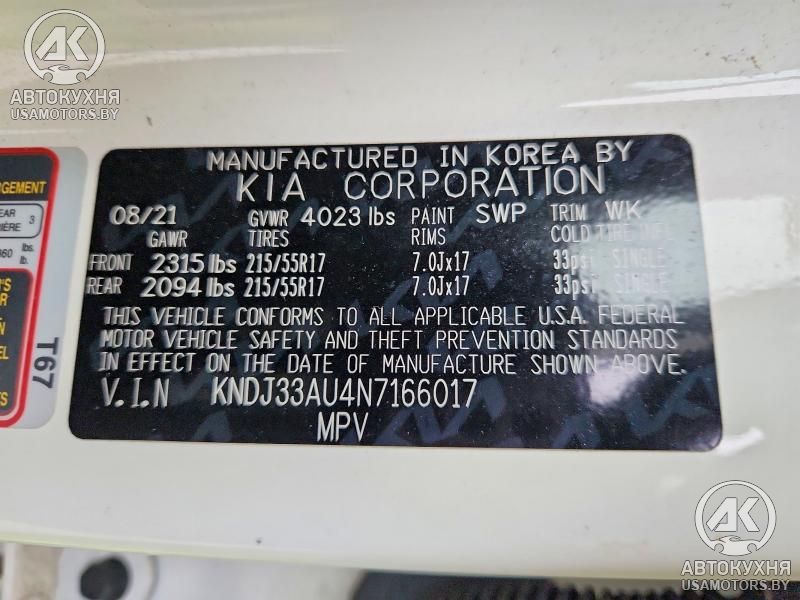 AK
АВТОКУХНЯ
USAMOTORS.BY
MANUFACTURED IN KOREA BY
KIA CORPORATION
08/21 GVWR 4023 lbs PAINT SWP TRIM WK
GAWR TIRES RIMS COLD TIRE INFL
FRONT 2315 lbs 215/55R17 7.0Jx17 33psi SINGLE
REAR 2094 lbs 215/55R17 7.0Jx17 33psi SINGLE
THIS VEHICLE CONFORMS TO ALL APPLICABLE U.S.A. FEDERAL
MOTOR VEHICLE SAFETY AND THEFT PREVENTION STANDARDS
IN EFFECT ON THE DATE OF MANUFACTURE SHOWN ABOVE.
V.I.N KNDJ33AU4N7166017
MPV
T67
AK
АВТОКУХНЯ
USAMOTORS.BY